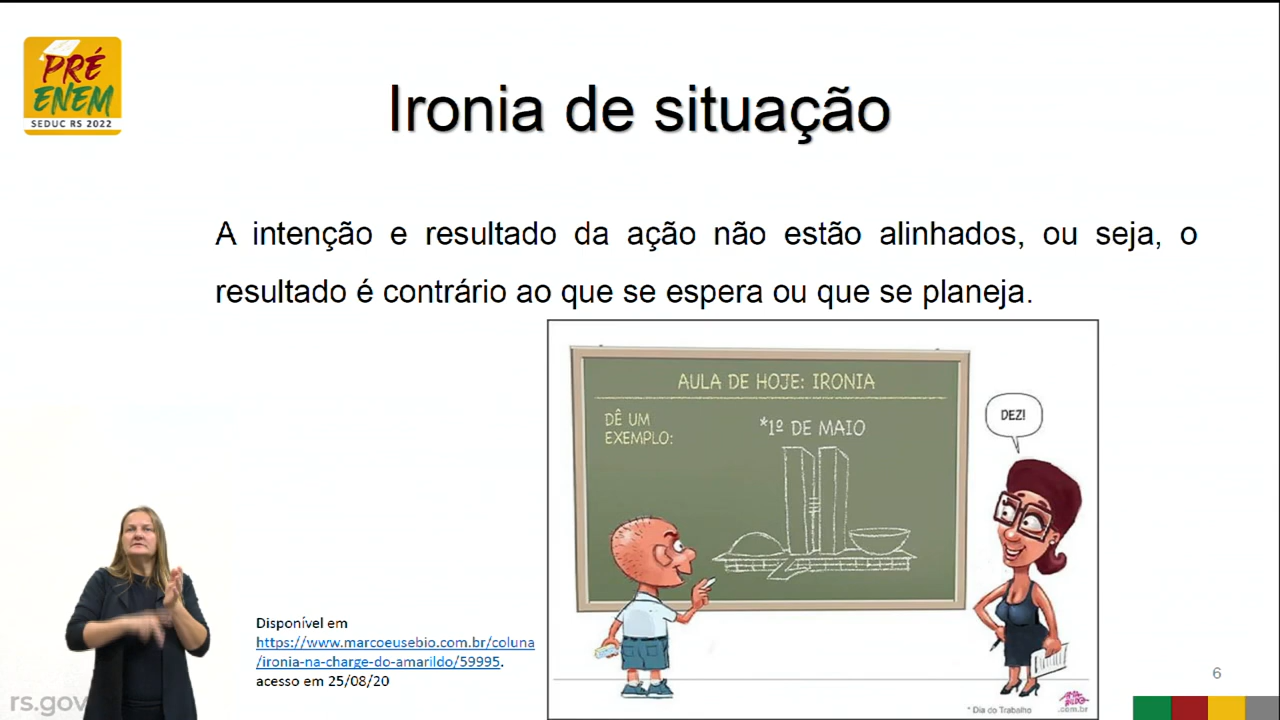 PRÉ
ENEM
SEDUC RS 2022
Ironia de situação
A intenção e resultado da ação não estão alinhados, ou seja, o
resultado é contrário ao que se espera ou que se planeja.
AULA DE HOJE: IRONIA
DÊ UM
EXEMPLO:
*1º DE MAIO
DEZ!
Disponível em
https://www.marcoeusebio.com.br/coluna
/ironia-na-charge-do-amarildo/59995.
acesso em 25/08/20
* Dia do Trabalho
.com.br
6
rs.gov